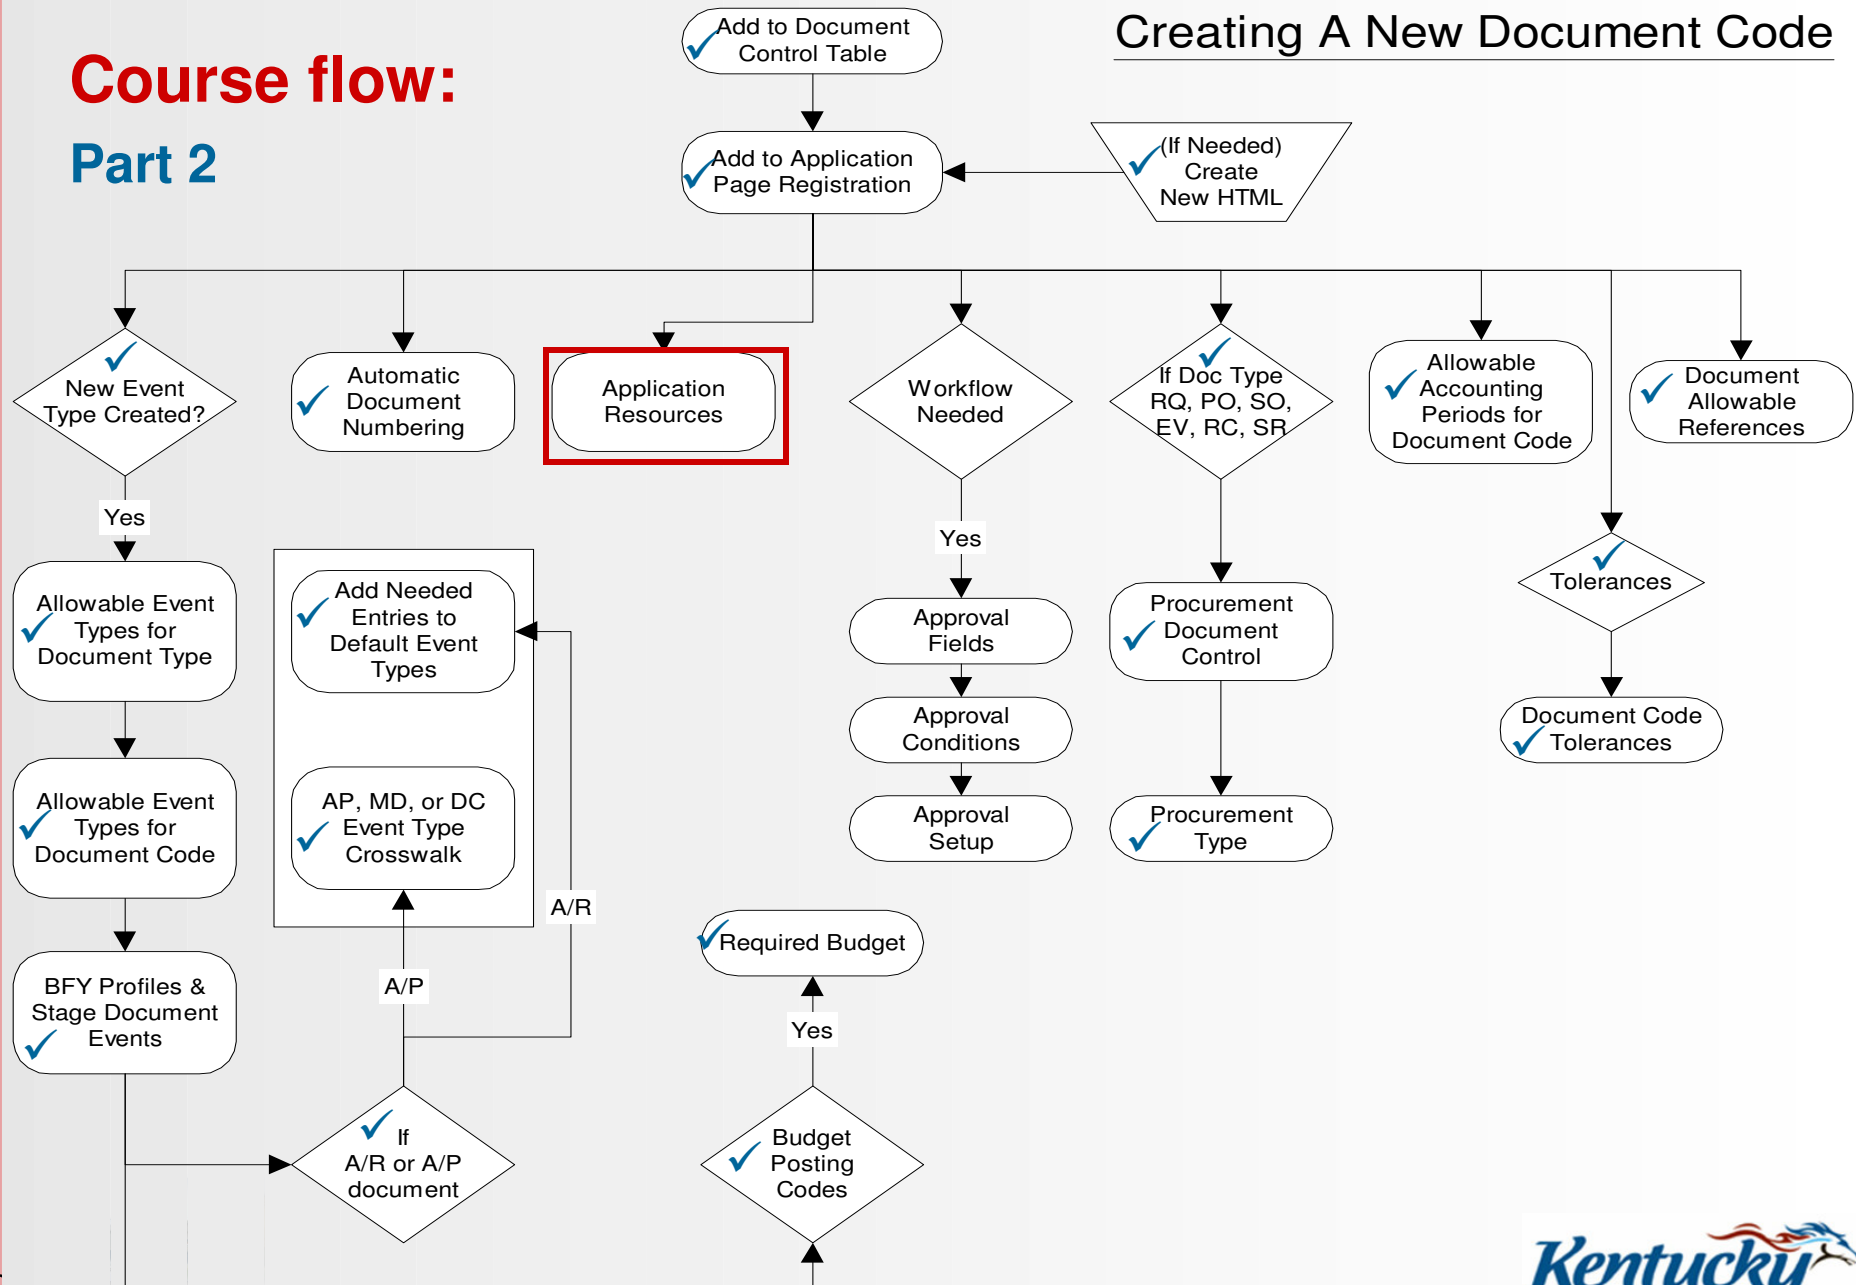 Creating A New Document Code
Course flow:
Part 2
Add to Document
Control Table
Add to Application
Page Registration
(If Needed)
Create
New HTML
New Event
Type Created?
Automatic
Document
Numbering
Application
Resources
Workflow
Needed
If Doc Type
RQ, PO, SO,
EV, RC, SR
Allowable
Accounting
Periods for
Document Code
Document
Allowable
References
Yes
Yes
Tolerances
Allowable Event
Types for
Document Type
Add Needed
Entries to
Default Event
Types
Approval
Fields
Procurement
Document
Control
Approval
Conditions
Document Code
Tolerances
Allowable Event
Types for
Document Code
AP, MD, or DC
Event Type
Crosswalk
Approval
Setup
Procurement
Type
A/R
Required Budget
BFY Profiles &
Stage Document
Events
A/P
Yes
If
A/R or A/P
document
Budget
Posting
Codes
Kentucky